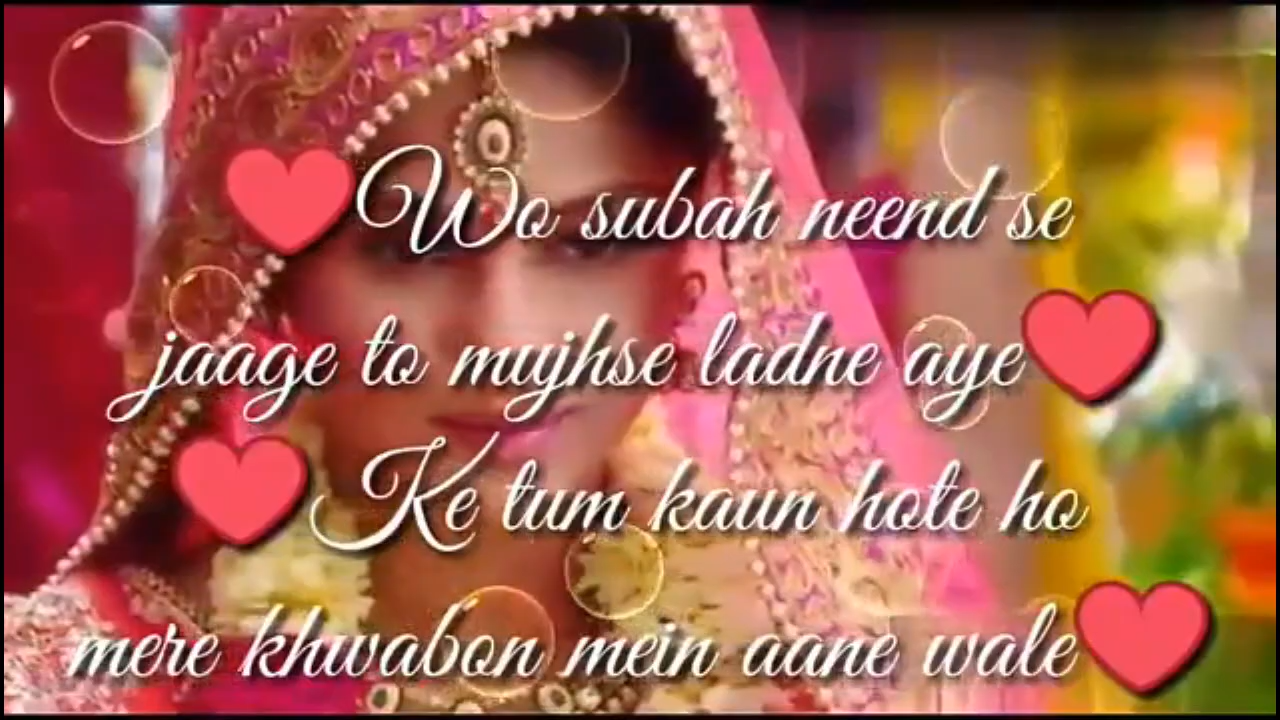 ❤Wo subah neend se
jaage to mujhse ladne aye❤
❤Ke tum kaun hote ho
mere khwabon mein aane wale❤